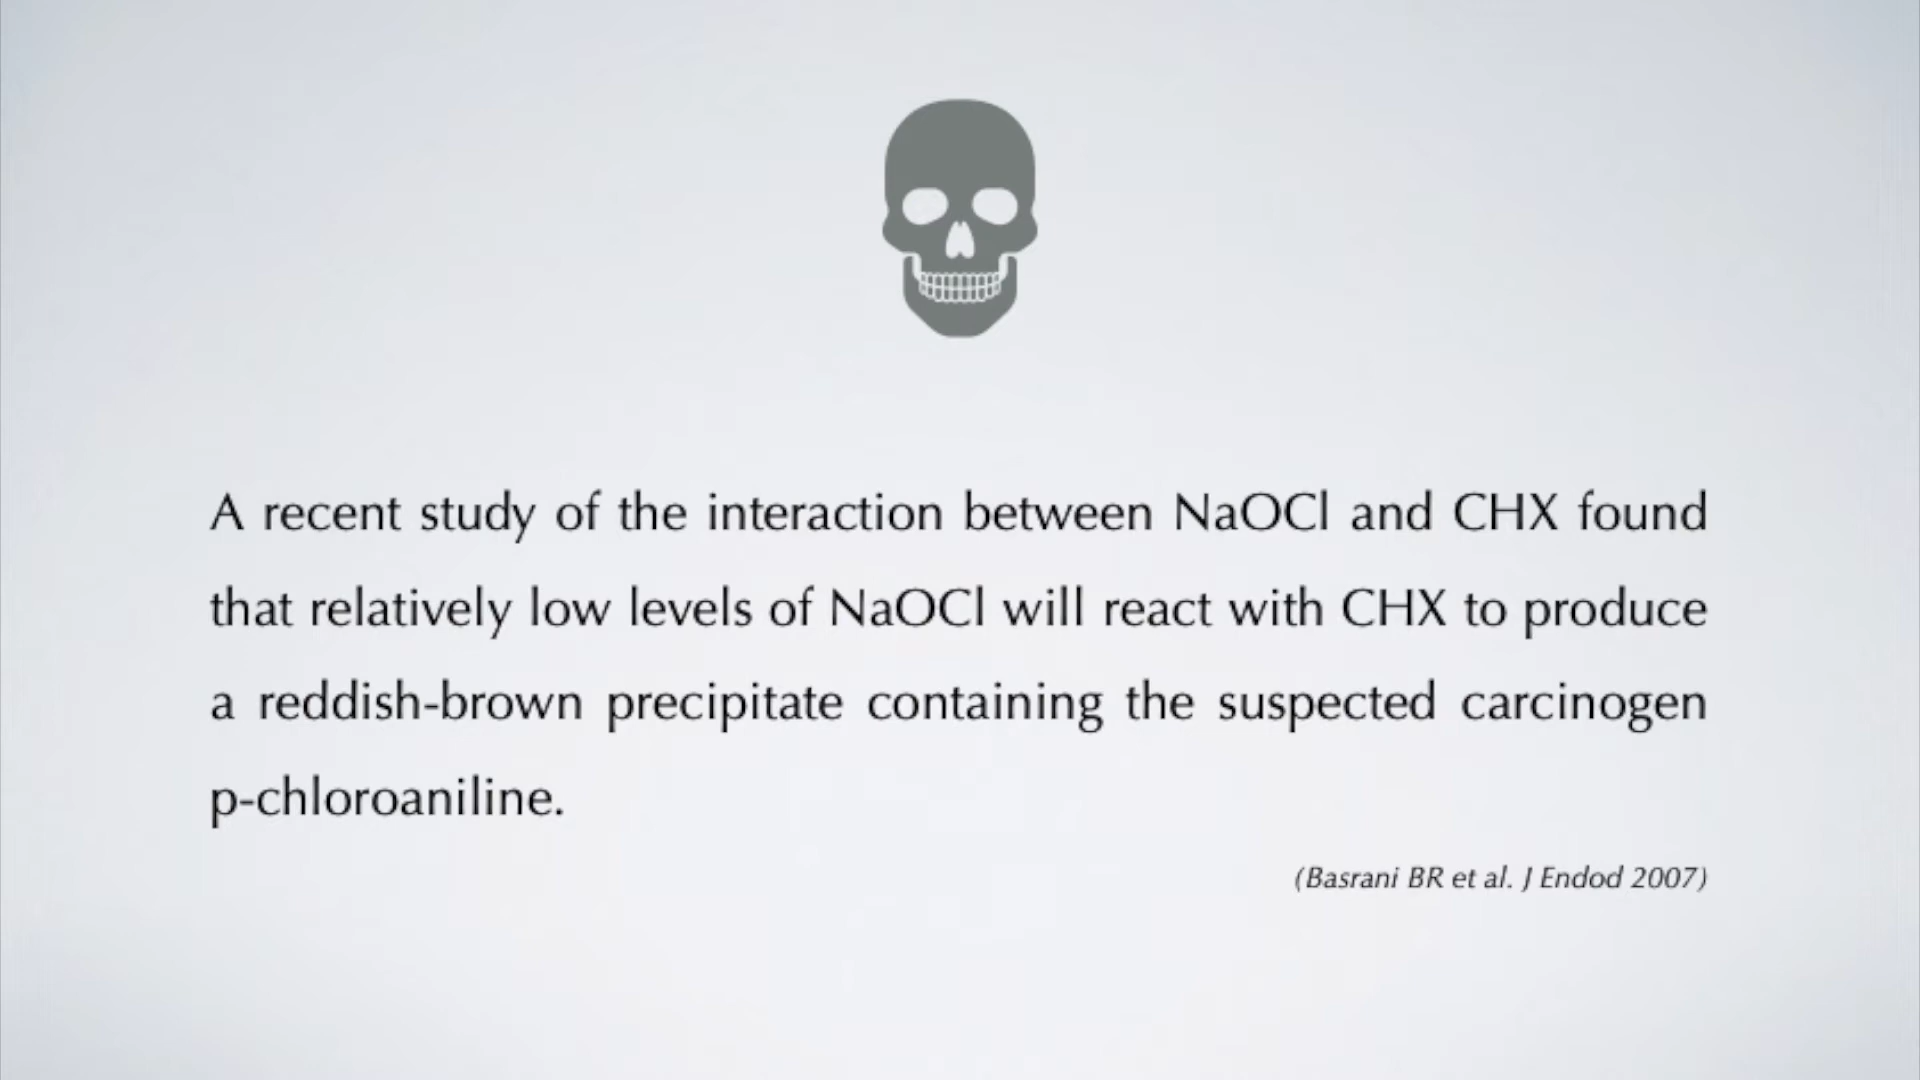 A recent study of the interaction between NaOCl and CHX found
that relatively low levels of NaOCl will react with CHX to produce
a reddish-brown precipitate containing the suspected carcinogen
p-chloroaniline.
(Basrani BR et al. J Endod 2007)